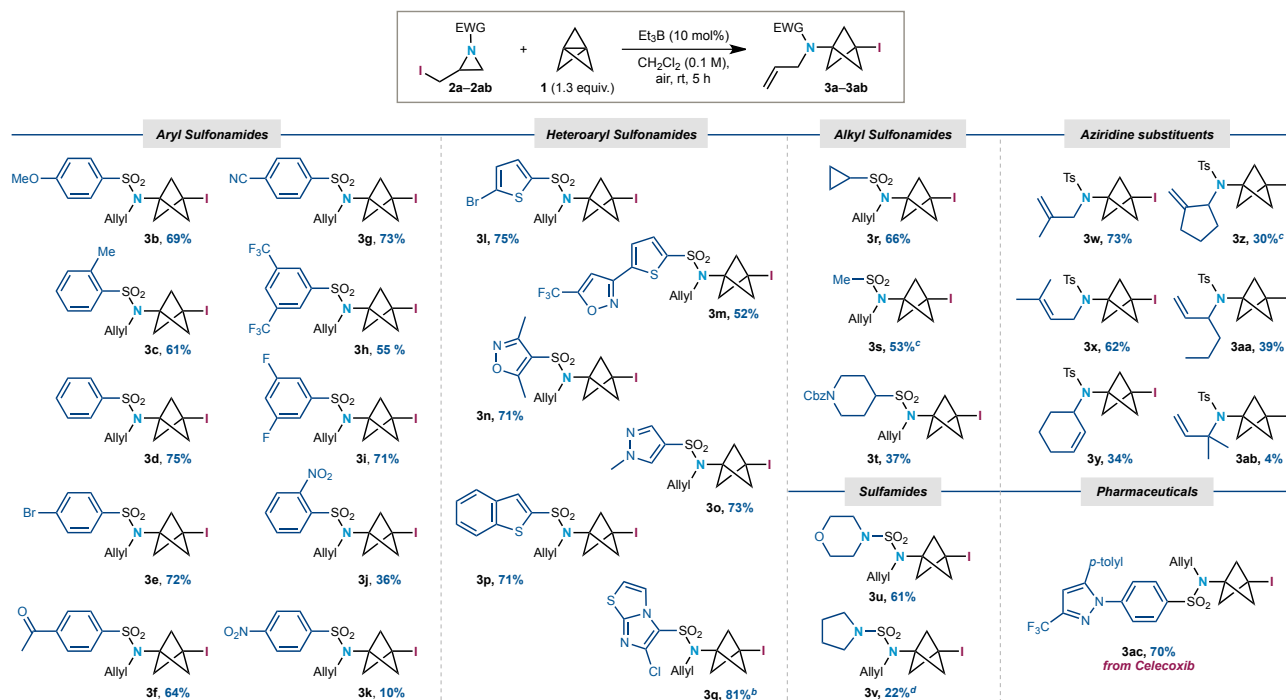 EWG
N
I
2a–2ab
+
1 (1.3 equiv.)
Et3B (10 mol%)
CH2Cl2 (0.1 M),
air, rt, 5 h
EWG
N
I
3a–3ab
Aryl Sulfonamides
Heteroaryl Sulfonamides
Alkyl Sulfonamides
Aziridine substituents
MeO
SO2
N
I
Allyl
3b, 69%
NC
SO2
N
I
Allyl
3g, 73%
Me
SO2
N
I
Allyl
3c, 61%
F3C
CF3
SO2
N
I
Allyl
3h, 55 %
SO2
N
I
Allyl
3d, 75%
F
F
SO2
N
I
Allyl
3i, 71%
Br
SO2
N
I
Allyl
3e, 72%
NO2
SO2
N
I
Allyl
3j, 36%
O
SO2
N
I
Allyl
3f, 64%
NO2
SO2
N
I
Allyl
3k, 10%
Br
S
SO2
N
I
Allyl
3l, 75%
F3C
O
N
S
SO2
N
I
Allyl
3m, 52%
N
O
SO2
N
I
Allyl
3n, 71%
N
N
SO2
N
I
Allyl
3o, 73%
S
SO2
N
I
Allyl
3p, 71%
S
N
N
Cl
SO2
N
I
Allyl
3q, 81%b
SO2
N
I
Allyl
3r, 66%
Me
SO2
N
I
Allyl
3s, 53%c
Cbz
N
SO2
N
I
Allyl
3t, 37%
Sulfamides
O
N
SO2
N
I
Allyl
3u, 61%
N
SO2
N
I
Allyl
3v, 22%d
Ts
N
I
3w, 73%
Ts
N
3z, 30%c
Ts
N
I
3x, 62%
Ts
N
3aa, 39%
Ts
N
I
3y, 34%
Ts
N
3ab, 4%
Pharmaceuticals
p-tolyl
F3C
N
N
SO2
Allyl
N
I
3ac, 70%
from Celecoxib